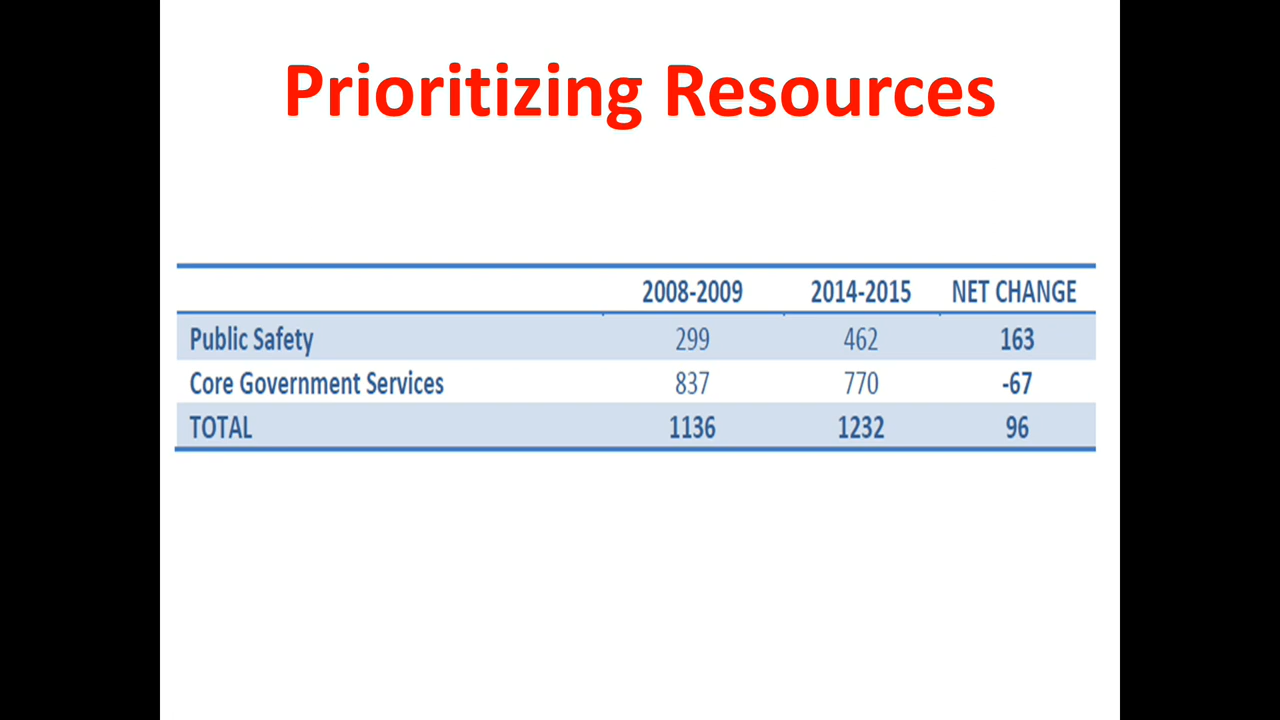 Prioritizing Resources
2008-2009 2014-2015 NET CHANGE
Public Safety 299 462 163
Core Government Services 837 770 -67
TOTAL 1136 1232 96